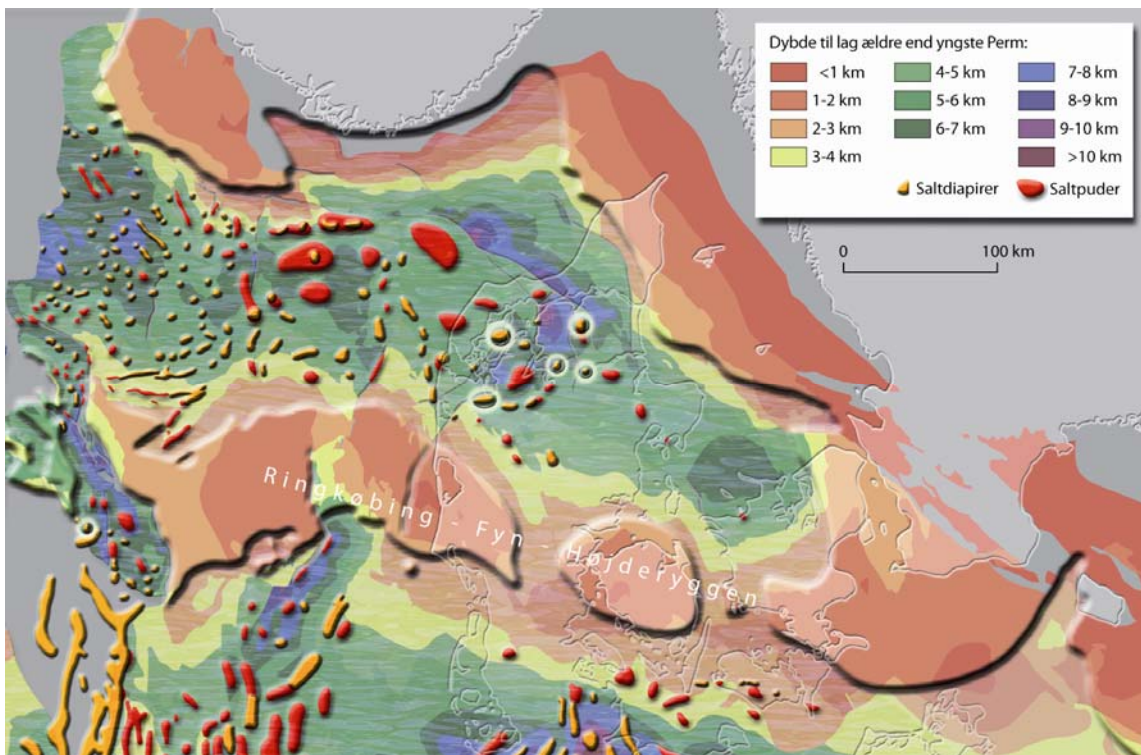 Dybde til lag ældre end yngste Perm:
<1 km
4-5 km
7-8 km
1-2 km
5-6 km
8-9 km
2-3 km
6-7 km
9-10 km
3-4 km
>10 km
Saltdiapirer
Saltpuder
0
100 km
Ringkøbing - Fyn - Højderyggen